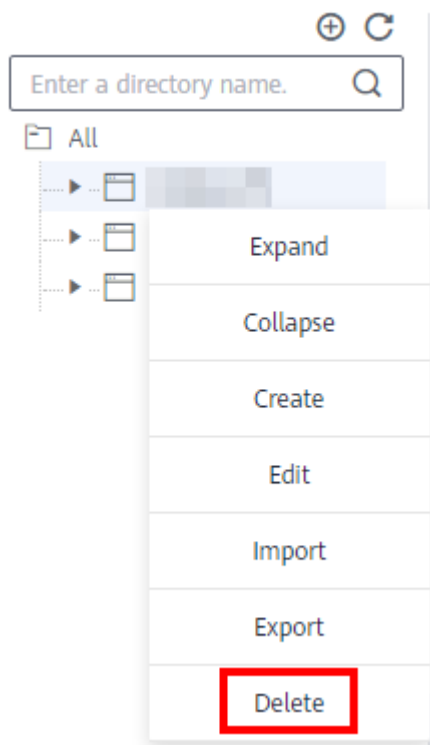 Enter a directory name.
All
Expand
Collapse
Create
Edit
Import
Export
Delete